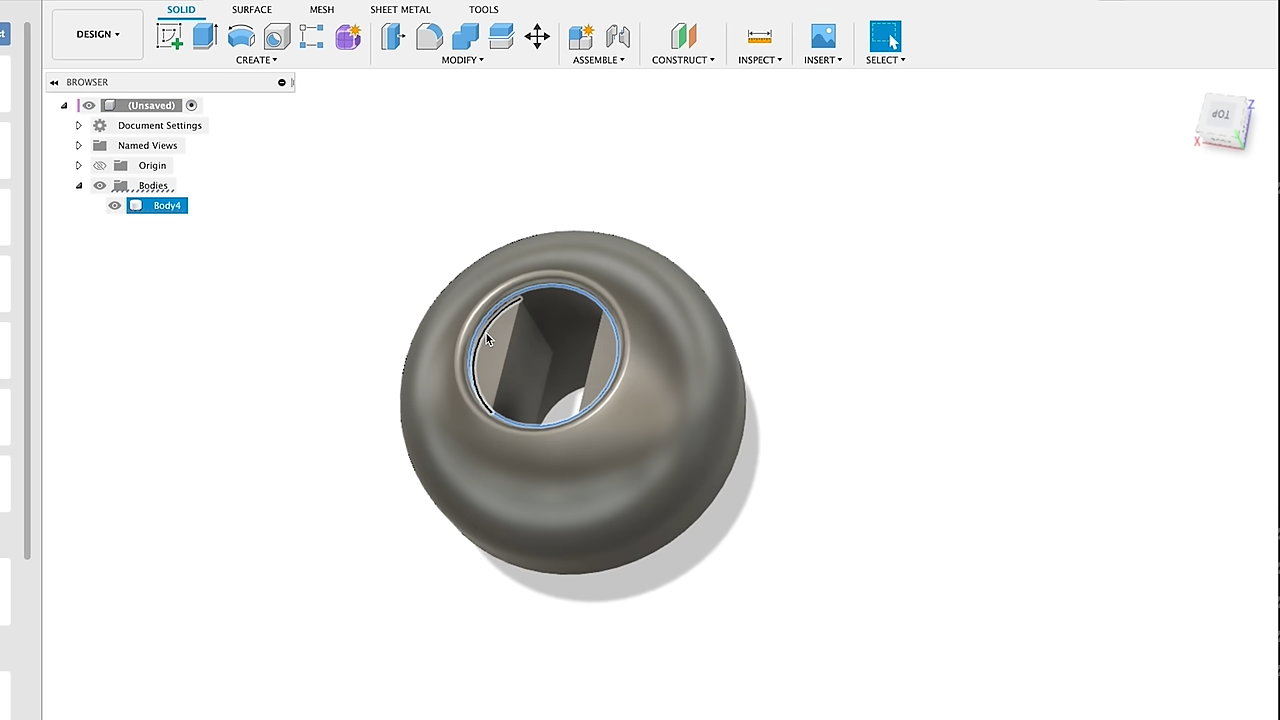 SOLID SURFACE MESH SHEET METAL TOOLS
DESIGN
CREATE MODIFY ASSEMBLE CONSTRUCT INSPECT INSERT SELECT
BROWSER
(Unsaved)
Document Settings
Named Views
Origin
Bodies
Body4
TOP
Z
X